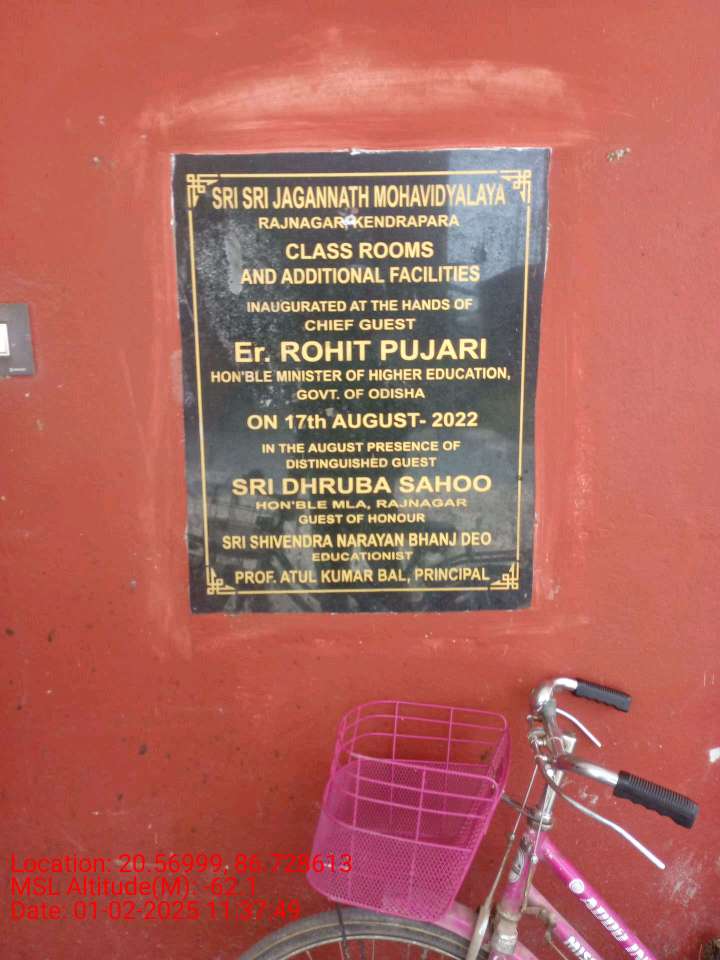 SRI SRI JAGANNATH MOHAVIDYALAYA
RAJNAGAR, KENDRAPARA
CLASS ROOMS
AND ADDITIONAL FACILITIES
INAUGURATED AT THE HANDS OF
CHIEF GUEST
Er. ROHIT PUJARI
HON'BLE MINISTER OF HIGHER EDUCATION,
GOVT. OF ODISHA
ON 17th AUGUST- 2022
IN THE AUGUST PRESENCE OF
DISTINGUISHED GUEST
SRI DHRUBA SAHOO
HON'BLE MLA, RAJNAGAR
GUEST OF HONOUR
SRI SHIVENDRA NARAYAN BHANJ DEO
EDUCATIONIST
PROF. ATUL KUMAR BAL, PRINCIPAL
Location: 20.56999, 86.728613
MSL Altitude(M): -62.1
Date: 01-02-2025 11:37:49